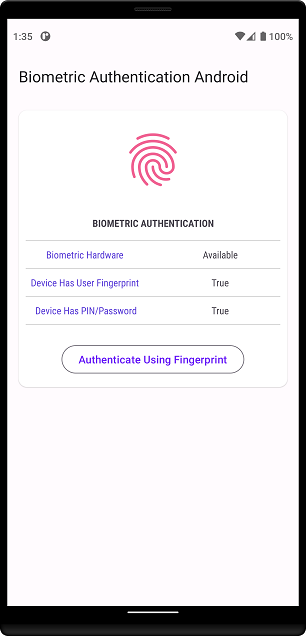 1:35
100%
Biometric Authentication Android
BIOMETRIC AUTHENTICATION
Biometric Hardware Available
Device Has User Fingerprint True
Device Has PIN/Password True
Authenticate Using Fingerprint